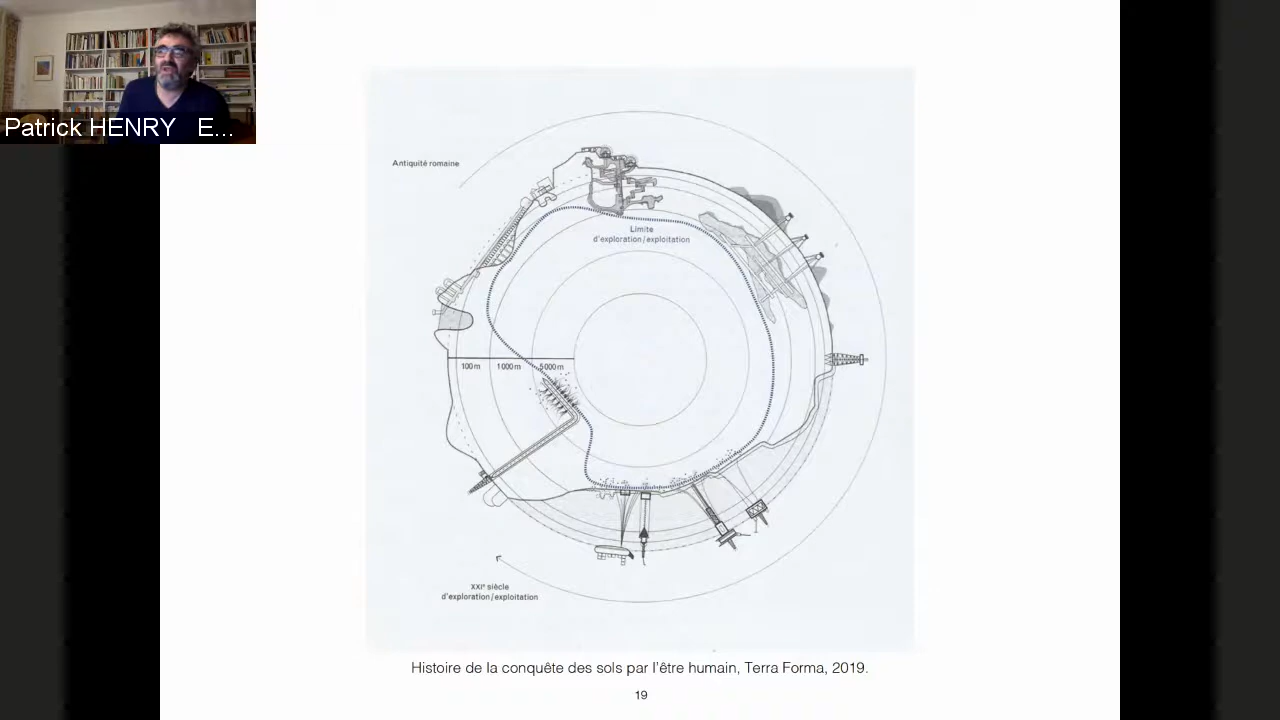 Patrick HENRY E...
Antiquité romaine
Limite
d'exploration/exploitation
100 m 1 000 m 5 000 m
XXIe siècle
d'exploration/exploitation
Histoire de la conquête des sols par l'être humain, Terra Forma, 2019.
19